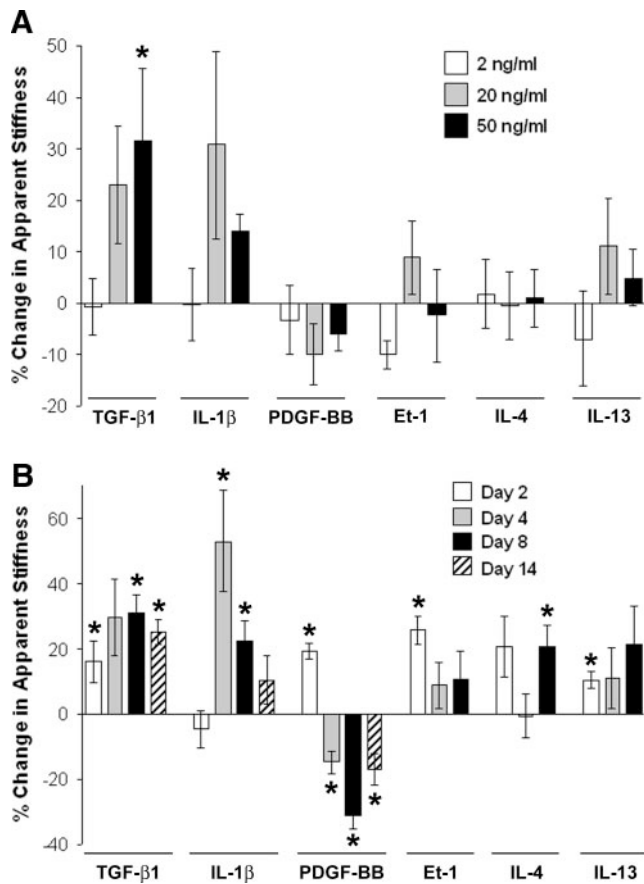 A
% Change in Apparent Stiffness
50
40
30
20
10
0
-10
-20
*
2 ng/ml
20 ng/ml
50 ng/ml
TGF-β1 IL-1β PDGF-BB Et-1 IL-4 IL-13
B
% Change in Apparent Stiffness
60
40
20
0
-20
-40
Day 2
Day 4
Day 8
Day 14
* * * * * * * * * * * *
TGF-β1 IL-1β PDGF-BB Et-1 IL-4 IL-13